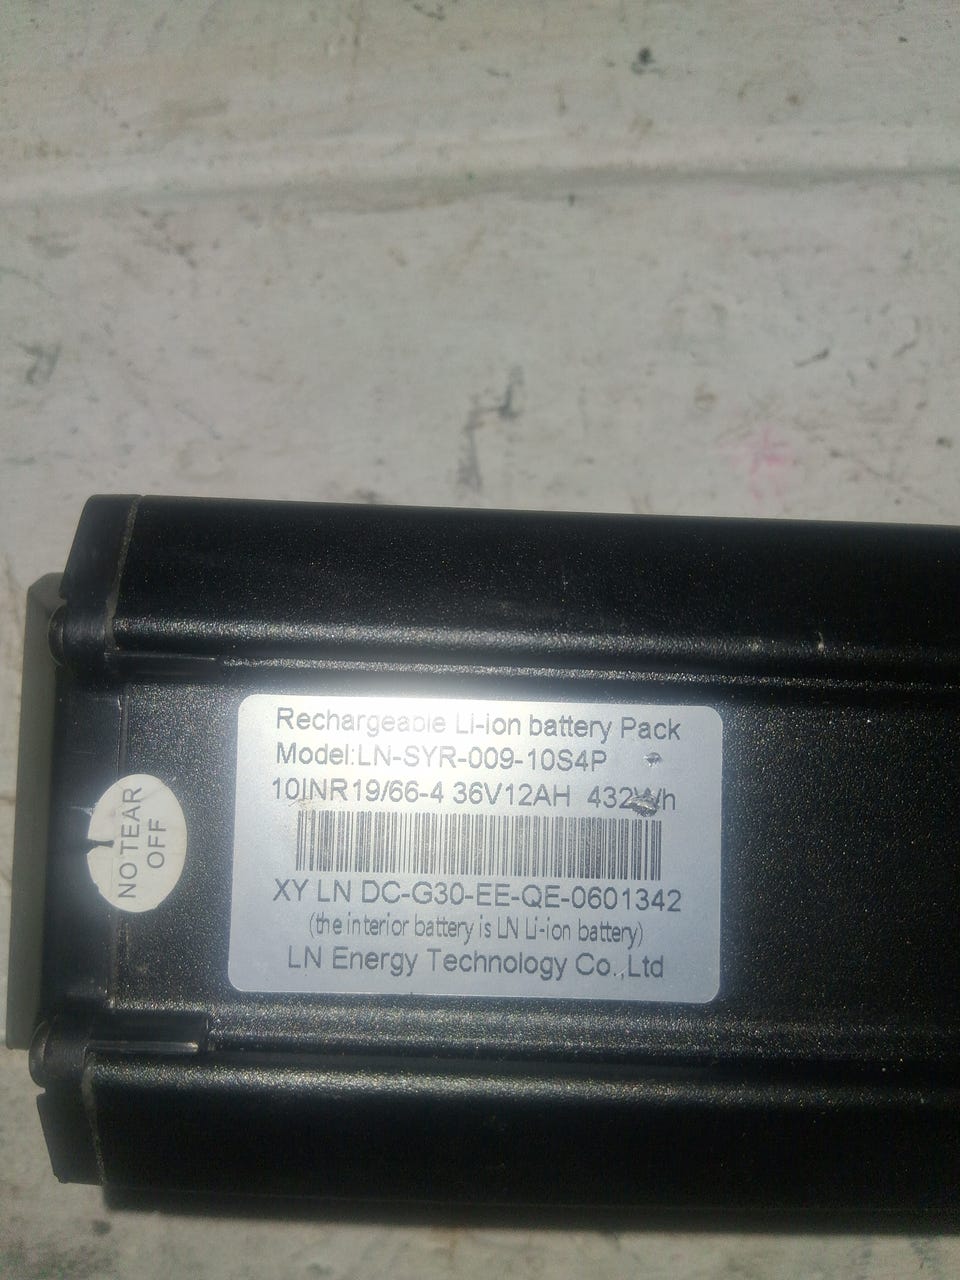 Rechargeable Li-ion battery Pack
Model:LN-SYR-009-10S4P
10INR19/66-4 36V12AH 432Wh
XY LN DC-G30-EE-QE-0601342
(the interior battery is LN Li-ion battery)
LN Energy Technology Co.,Ltd
NO TEAR
OFF